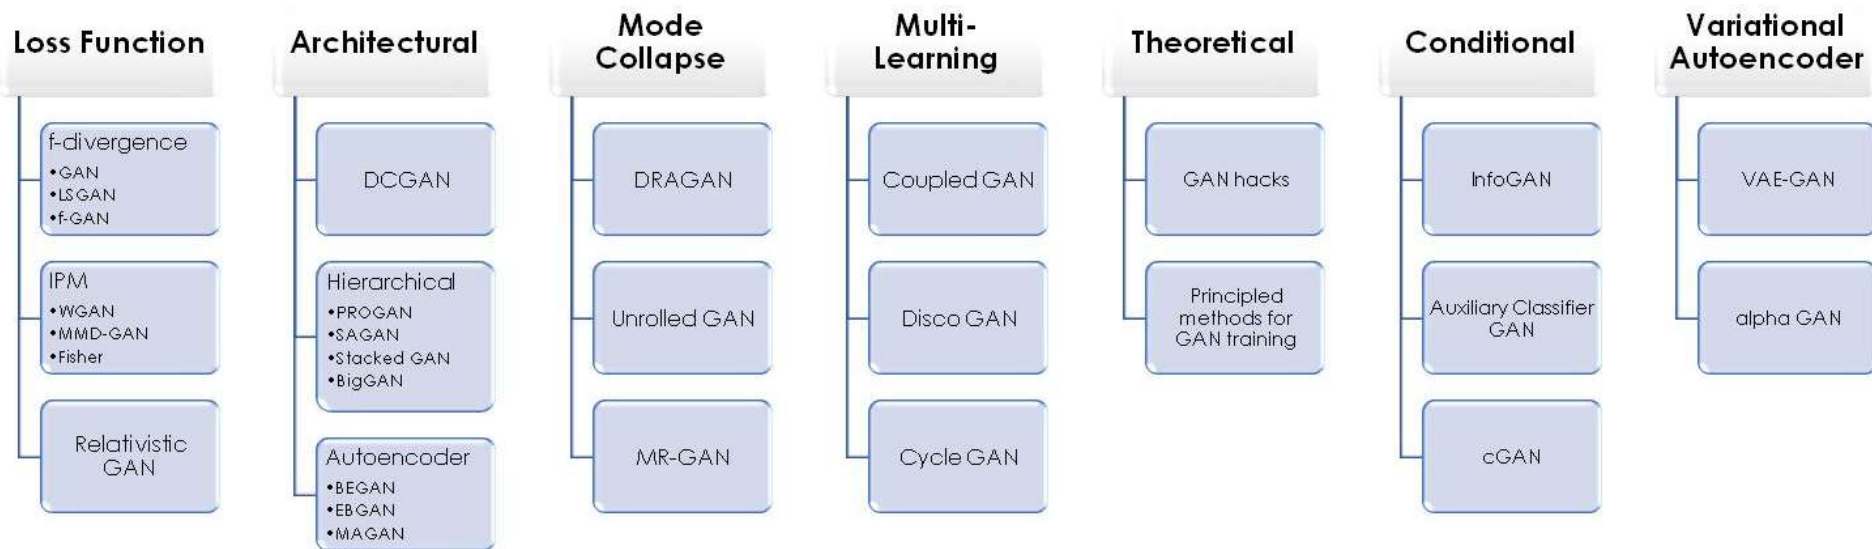 Loss Function
f-divergence
•GAN
•LSGAN
•f-GAN
IPM
•WGAN
•MMD-GAN
•Fisher
Relativistic
GAN
Architectural
DCGAN
Hierarchical
•PROGAN
•SAGAN
•Stacked GAN
•BigGAN
Autoencoder
•BEGAN
•EBGAN
•MAGAN
Mode
Collapse
DRAGAN
Unrolled GAN
MR-GAN
Multi-
Learning
Coupled GAN
Disco GAN
Cycle GAN
Theoretical
GAN hacks
Principled
methods for
GAN training
Conditional
InfoGAN
Auxiliary Classifier
GAN
cGAN
Variational
Autoencoder
VAE-GAN
alpha GAN